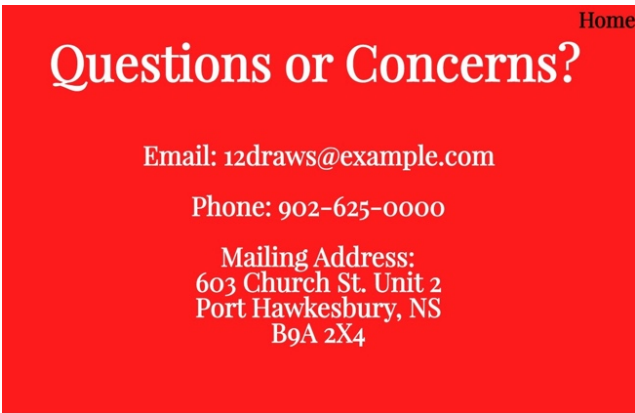 Home
Questions or Concerns?
Email: 12draws@example.com
Phone: 902-625-0000
Mailing Address:
603 Church St. Unit 2
Port Hawkesbury, NS
B9A 2X4